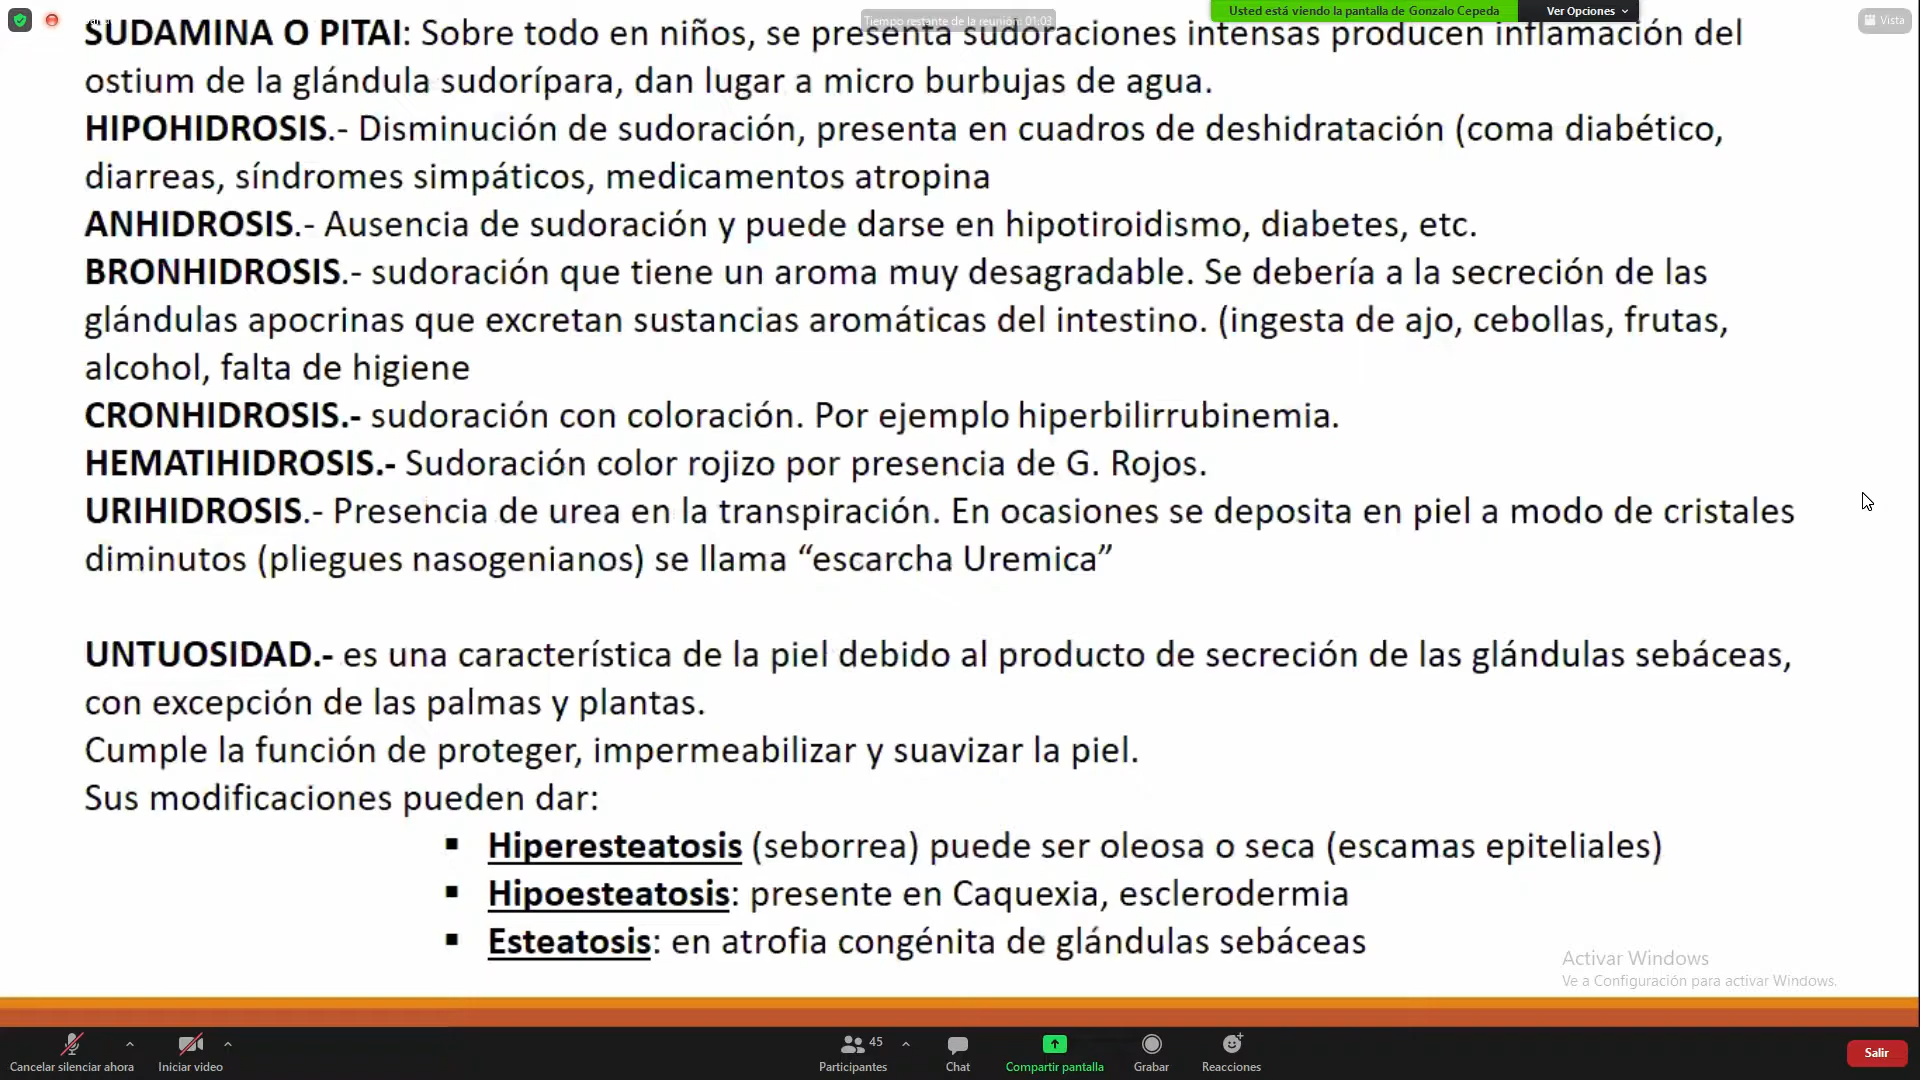 Tiempo restante de la reunión: 01:03
Usted está viendo la pantalla de Gonzalo Cepeda
Ver Opciones
Vista
SUDAMINA O PITAI: Sobre todo en niños, se presenta sudoraciones intensas producen inflamación del
ostium de la glándula sudorípara, dan lugar a micro burbujas de agua.
HIPOHIDROSIS.- Disminución de sudoración, presenta en cuadros de deshidratación (coma diabético,
diarreas, síndromes simpáticos, medicamentos atropina
ANHIDROSIS.- Ausencia de sudoración y puede darse en hipotiroidismo, diabetes, etc.
BRONHIDROSIS.- sudoración que tiene un aroma muy desagradable. Se debería a la secreción de las
glándulas apocrinas que excretan sustancias aromáticas del intestino. (ingesta de ajo, cebollas, frutas,
alcohol, falta de higiene
CRONHIDROSIS.- sudoración con coloración. Por ejemplo hiperbilirrubinemia.
HEMATIHIDROSIS.- Sudoración color rojizo por presencia de G. Rojos.
URIHIDROSIS.- Presencia de urea en la transpiración. En ocasiones se deposita en piel a modo de cristales
diminutos (pliegues nasogenianos) se llama “escarcha Uremica”
UNTUOSIDAD.- es una característica de la piel debido al producto de secreción de las glándulas sebáceas,
con excepción de las palmas y plantas.
Cumple la función de proteger, impermeabilizar y suavizar la piel.
Sus modificaciones pueden dar:
▪ Hiperesteatosis (seborrea) puede ser oleosa o seca (escamas epiteliales)
▪ Hipoesteatosis: presente en Caquexia, esclerodermia
▪ Esteatosis: en atrofia congénita de glándulas sebáceas
Activar Windows
Ve a Configuración para activar Windows.
45
Cancelar silenciar ahora
Iniciar video
Participantes
Chat
Compartir pantalla
Grabar
Reacciones
Salir